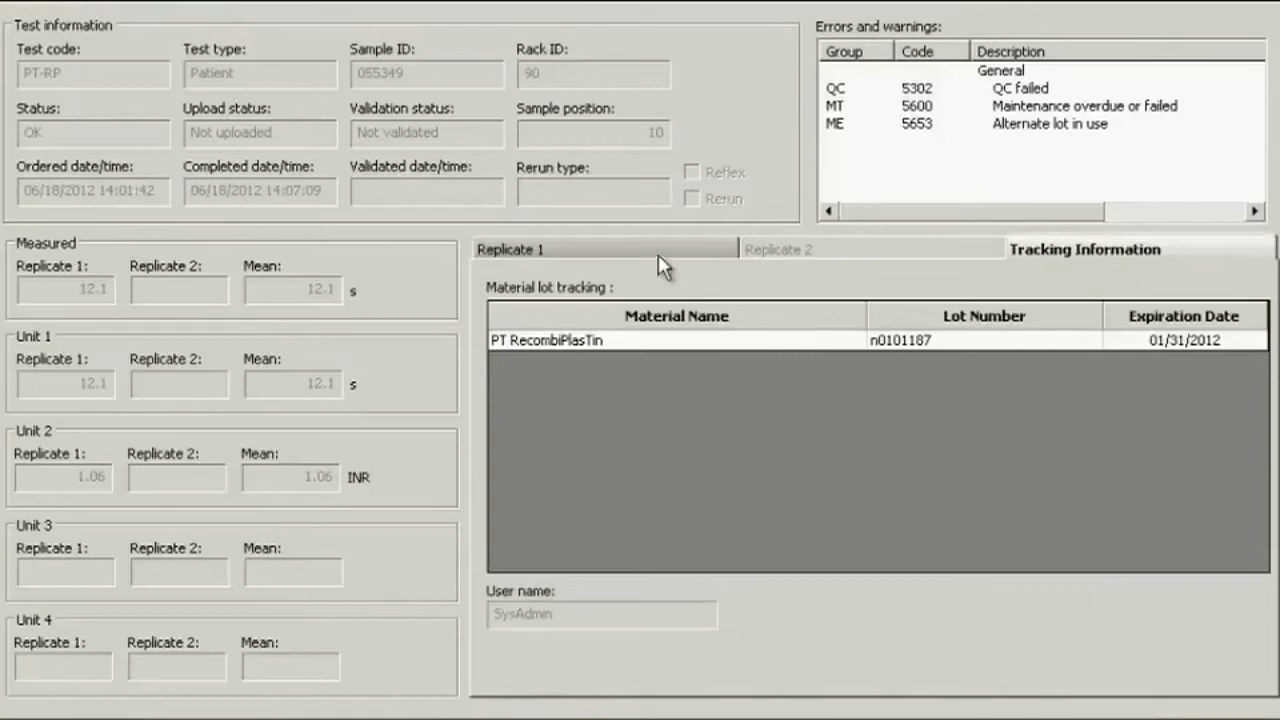 Test information
Test code: Test type: Sample ID: Rack ID:
PT-RP Patient 055349 90
Status: Upload status: Validation status: Sample position:
OK Not uploaded Not validated 10
Ordered date/time: Completed date/time: Validated date/time: Rerun type:
06/18/2012 14:01:42 06/18/2012 14:07:09
Reflex
Rerun
Errors and warnings:
Group Code Description
General
QC 5302 QC failed
MT 5600 Maintenance overdue or failed
ME 5653 Alternate lot in use
Measured
Replicate 1: Replicate 2: Mean:
12.1 12.1 s
Unit 1
Replicate 1: Replicate 2: Mean:
12.1 12.1 s
Unit 2
Replicate 1: Replicate 2: Mean:
1.06 1.06 INR
Unit 3
Replicate 1: Replicate 2: Mean:
Unit 4
Replicate 1: Replicate 2: Mean:
Replicate 1 Replicate 2 Tracking Information
Material lot tracking :
Material Name Lot Number Expiration Date
PT RecombiPlasTin n0101187 01/31/2012
User name:
SysAdmin